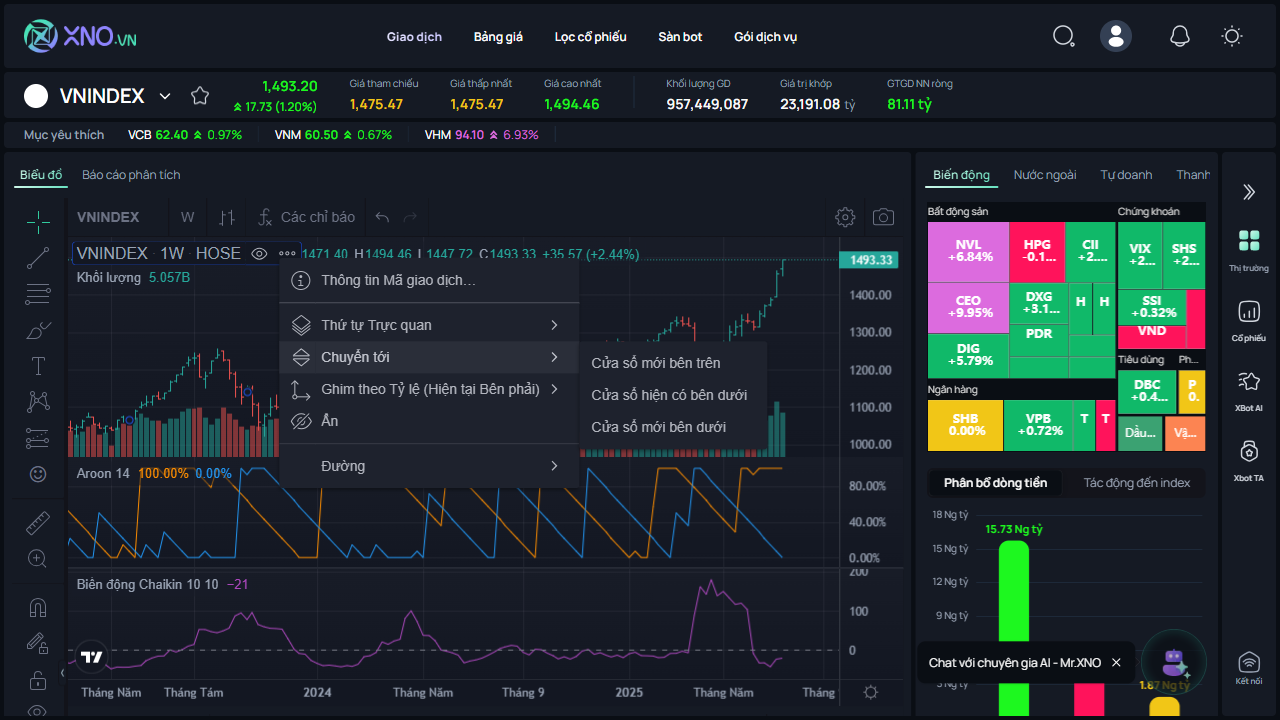 XNO.VN
Giao dịch Bảng giá Lọc cổ phiếu Sàn bot Gói dịch vụ
VNINDEX
1,493.20
17.73 (1.20%)
Giá tham chiếu
1,475.47
Giá thấp nhất
1,475.47
Giá cao nhất
1,494.46
Khối lượng GD
957,449,087
Giá trị khớp
23,191.08 tỷ
GTGD NN ròng
81.11 tỷ
Mục yêu thích VCB 62.40 0.97% VNM 60.50 0.67% VHM 94.10 6.93%
Biểu đồ Báo cáo phân tích
VNINDEX W Các chỉ báo
VNINDEX · 1W · HOSE 1471.40 H1494.46 L1447.72 C1493.33 +35.57 (+2.44%)
Khối lượng 5.057B
Thông tin Mã giao dịch...
Thứ tự Trực quan
Chuyển tới
Ghim theo Tỷ lệ (Hiện tại Bên phải)
Ẩn
Đường
Cửa sổ mới bên trên
Cửa sổ hiện có bên dưới
Cửa sổ mới bên dưới
1493.33
1400.00
1300.00
1200.00
1100.00
1000.00
Aroon 14 100.00% 0.00%
80.00%
40.00%
0.00%
Biên động Chaikin 10 10 −21
200
100
0
Tháng Năm Tháng Tám 2024 Tháng Năm Tháng 9 2025 Tháng Năm Tháng
Biến động Nước ngoài Tự doanh Thanh
Bất động sản
NVL
+6.84%
HPG
-0.1...
CII
+2....
CEO
+9.95%
DXG
+3.1...
H
H
DIG
+5.79%
PDR
Chứng khoán
VIX
+2...
SHS
+2...
SSI
+0.32%
VND
Ngân hàng
SHB
0.00%
VPB
+0.72%
T
T
Tiêu dùng
DBC
+0.4...
Ph...
P
0.
Dầu...
Vậ...
Phân bổ dòng tiền Tác động đến index
18 Ng tỷ
15.73 Ng tỷ
15 Ng tỷ
12 Ng tỷ
9 Ng tỷ
Chat với chuyên gia AI - Mr.XNO
3 Ng tỷ
1.87 Ng tỷ
Thị trường
Cổ phiếu
XBot AI
Xbot TA
Kết nối